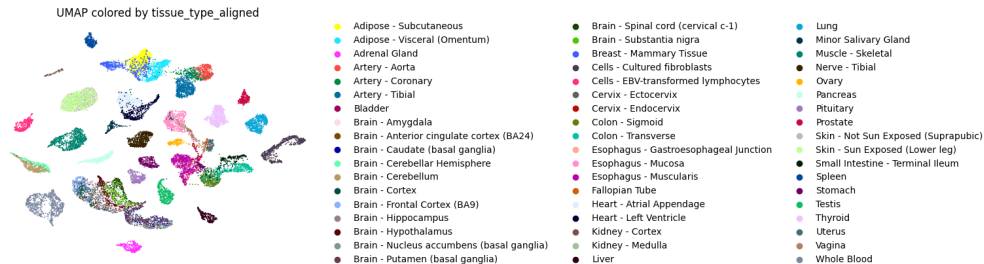 UMAP colored by tissue_type_aligned
Adipose - Subcutaneous
Adipose - Visceral (Omentum)
Adrenal Gland
Artery - Aorta
Artery - Coronary
Artery - Tibial
Bladder
Brain - Amygdala
Brain - Anterior cingulate cortex (BA24)
Brain - Caudate (basal ganglia)
Brain - Cerebellar Hemisphere
Brain - Cerebellum
Brain - Cortex
Brain - Frontal Cortex (BA9)
Brain - Hippocampus
Brain - Hypothalamus
Brain - Nucleus accumbens (basal ganglia)
Brain - Putamen (basal ganglia)
Brain - Spinal cord (cervical c-1)
Brain - Substantia nigra
Breast - Mammary Tissue
Cells - Cultured fibroblasts
Cells - EBV-transformed lymphocytes
Cervix - Ectocervix
Cervix - Endocervix
Colon - Sigmoid
Colon - Transverse
Esophagus - Gastroesophageal Junction
Esophagus - Mucosa
Esophagus - Muscularis
Fallopian Tube
Heart - Atrial Appendage
Heart - Left Ventricle
Kidney - Cortex
Kidney - Medulla
Liver
Lung
Minor Salivary Gland
Muscle - Skeletal
Nerve - Tibial
Ovary
Pancreas
Pituitary
Prostate
Skin - Not Sun Exposed (Suprapubic)
Skin - Sun Exposed (Lower leg)
Small Intestine - Terminal Ileum
Spleen
Stomach
Testis
Thyroid
Uterus
Vagina
Whole Blood